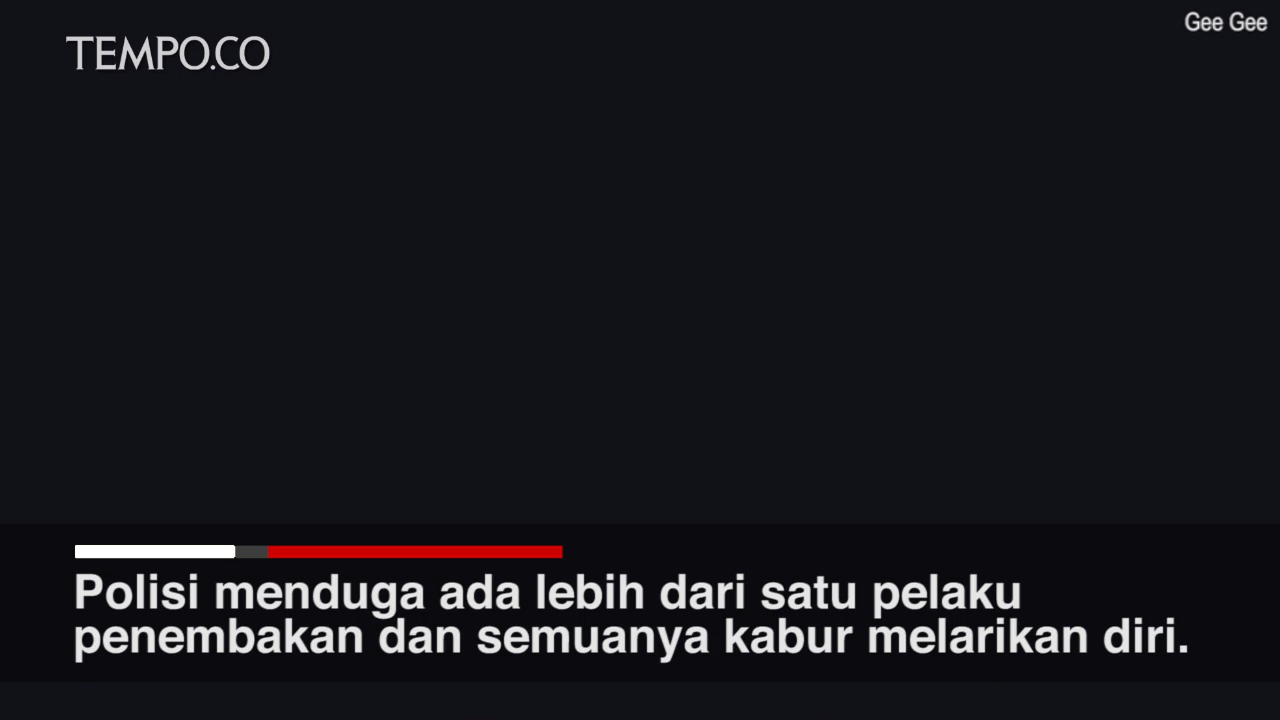 Gee Gee
TEMPO.CO
Polisi menduga ada lebih dari satu pelaku
penembakan dan semuanya kabur melarikan diri.